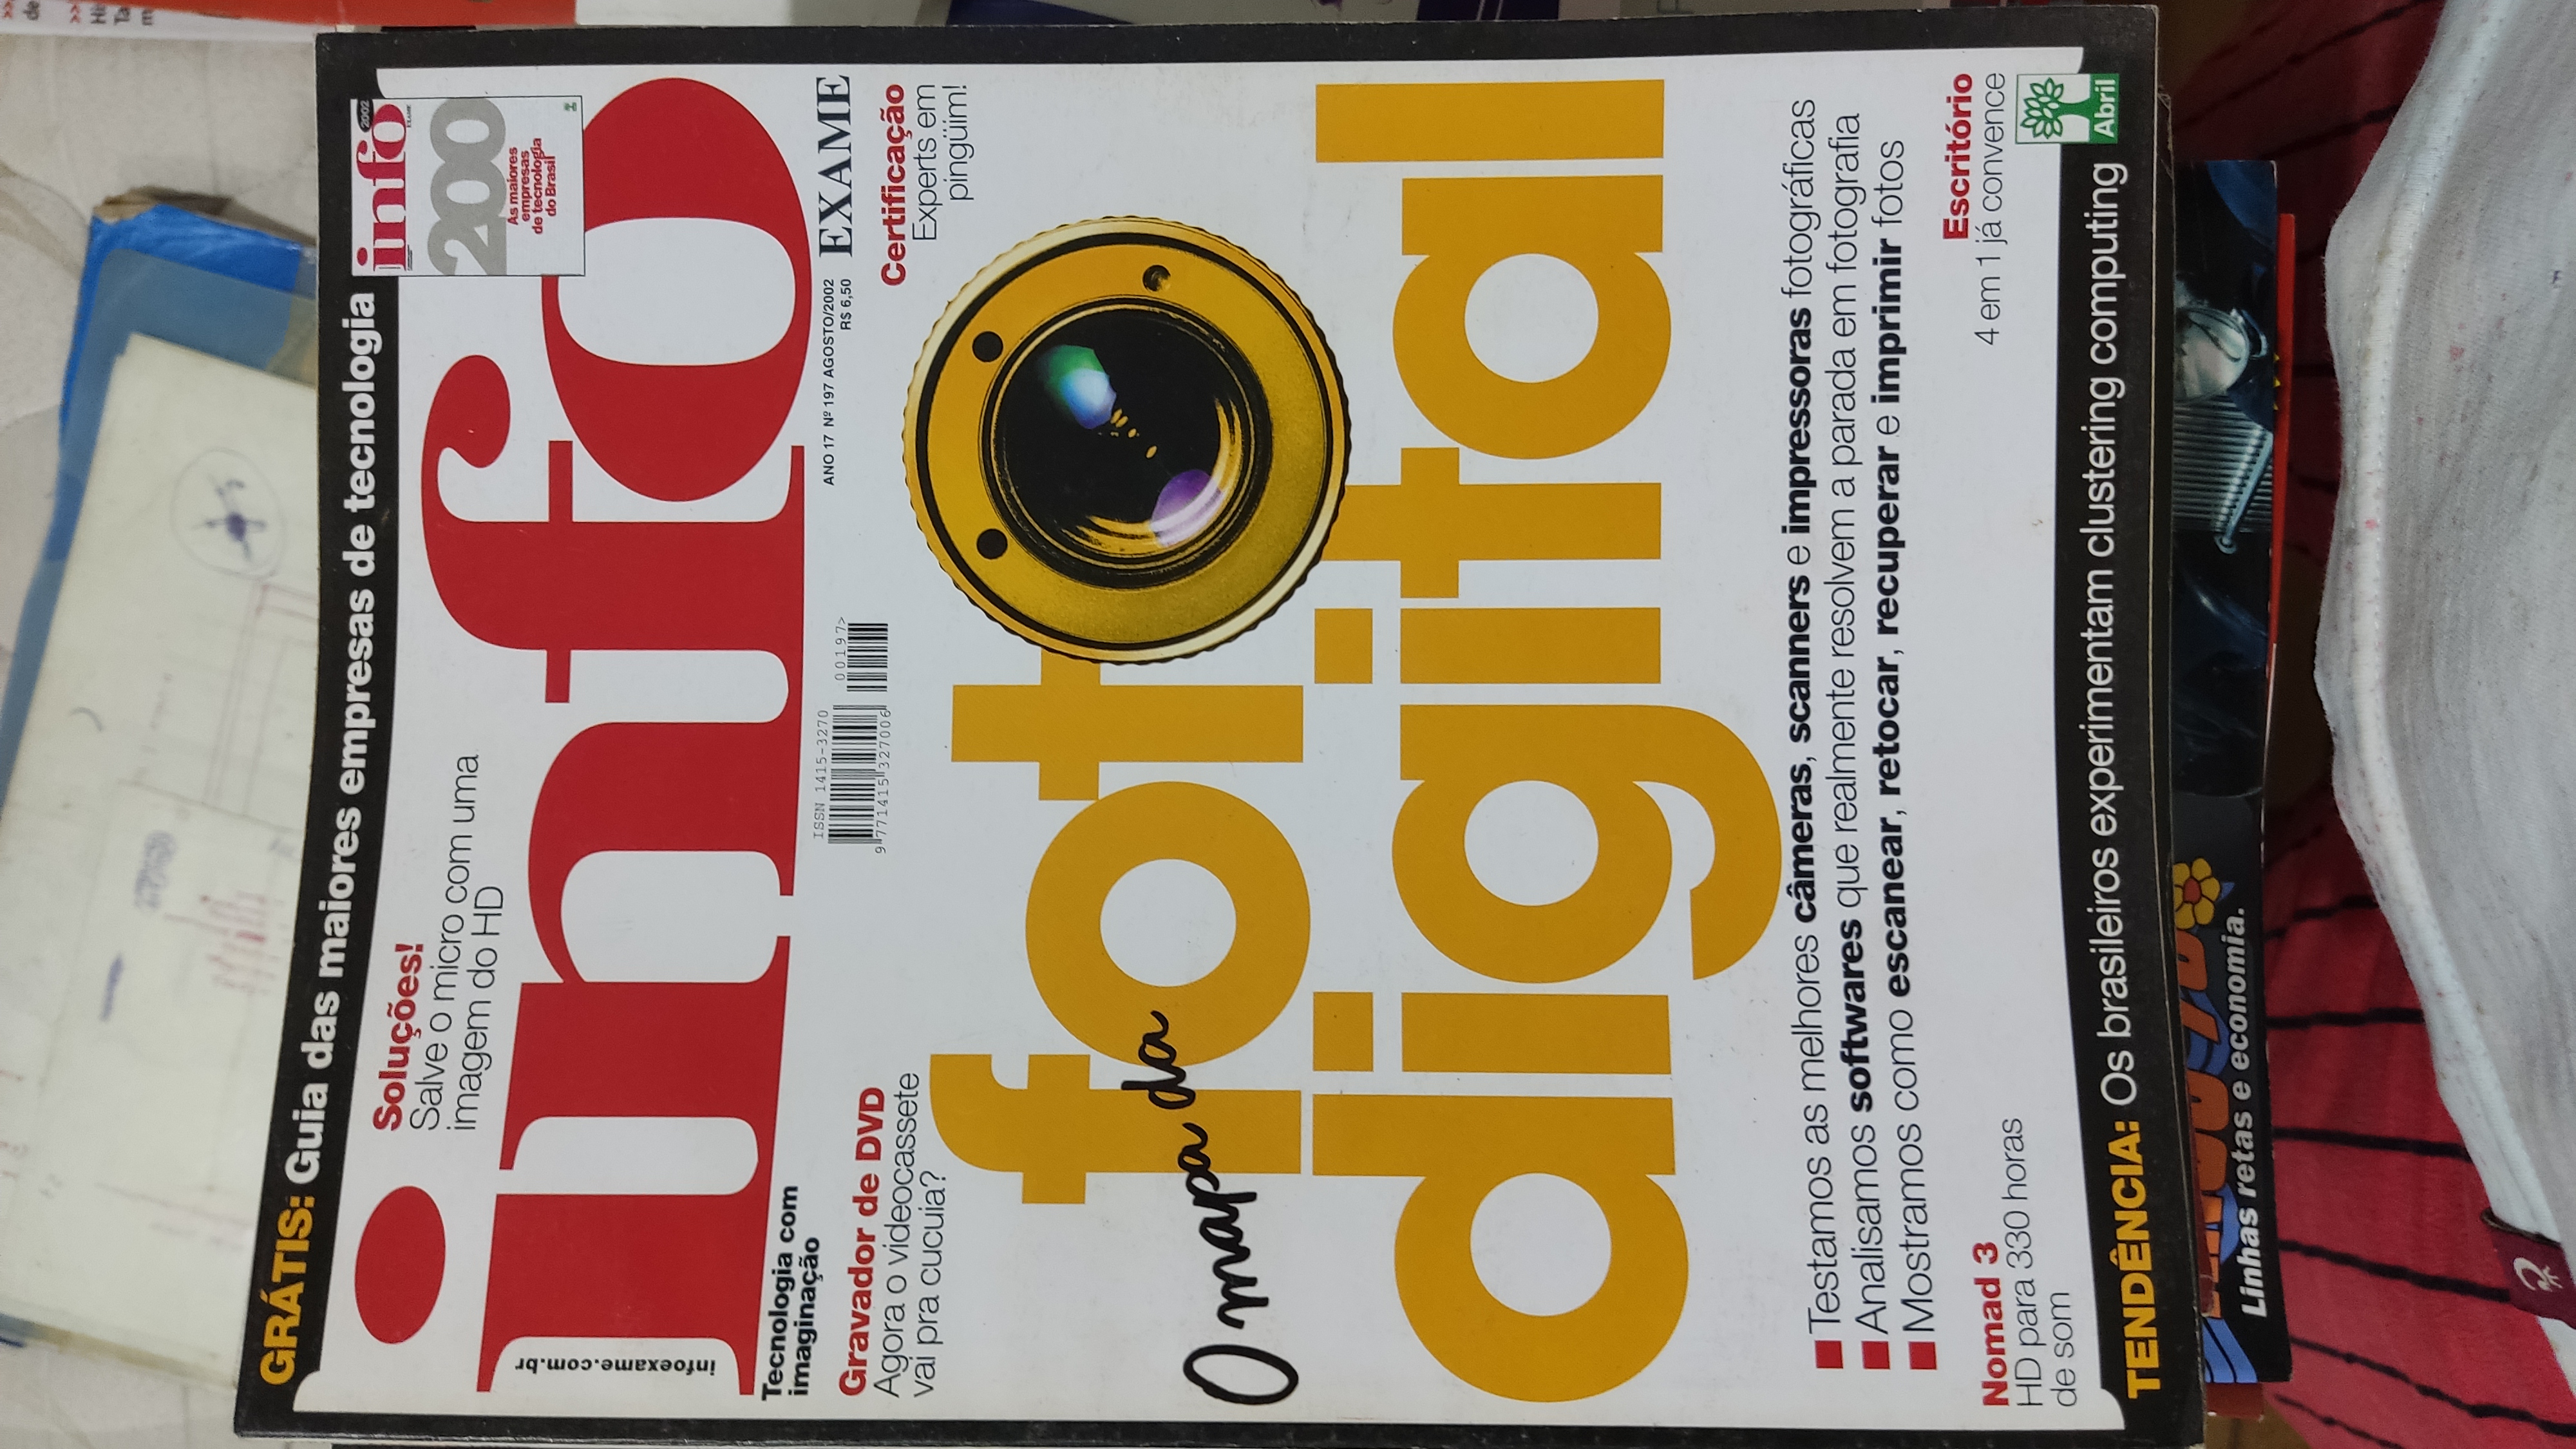 GRÁTIS: Guia das maiores empresas de tecnologia
info 2002
EXAME
200
As maiores
empresas
de tecnologia
do Brasil
Soluções!
Salve o micro com uma
imagem do HD
info
infoexame.com.br
Tecnologia com
imaginação
ISSN 1415-3270
00197>
9 771415 327006
ANO 17 Nº 197 AGOSTO/2002
R$ 6,50
EXAME
Gravador de DVD
Agora o videocassete
vai pra cucuia?
Certificação
Experts em
pingüim!
O mapa da
foto
digital
Testamos as melhores câmeras, scanners e impressoras fotográficas
Analisamos softwares que realmente resolvem a parada em fotografia
Mostramos como escanear, retocar, recuperar e imprimir fotos
Nomad 3
HD para 330 horas
de som
Escritório
4 em 1 já convence
Abril
TENDÊNCIA: Os brasileiros experimentam clustering computing
Linhas retas e economia.